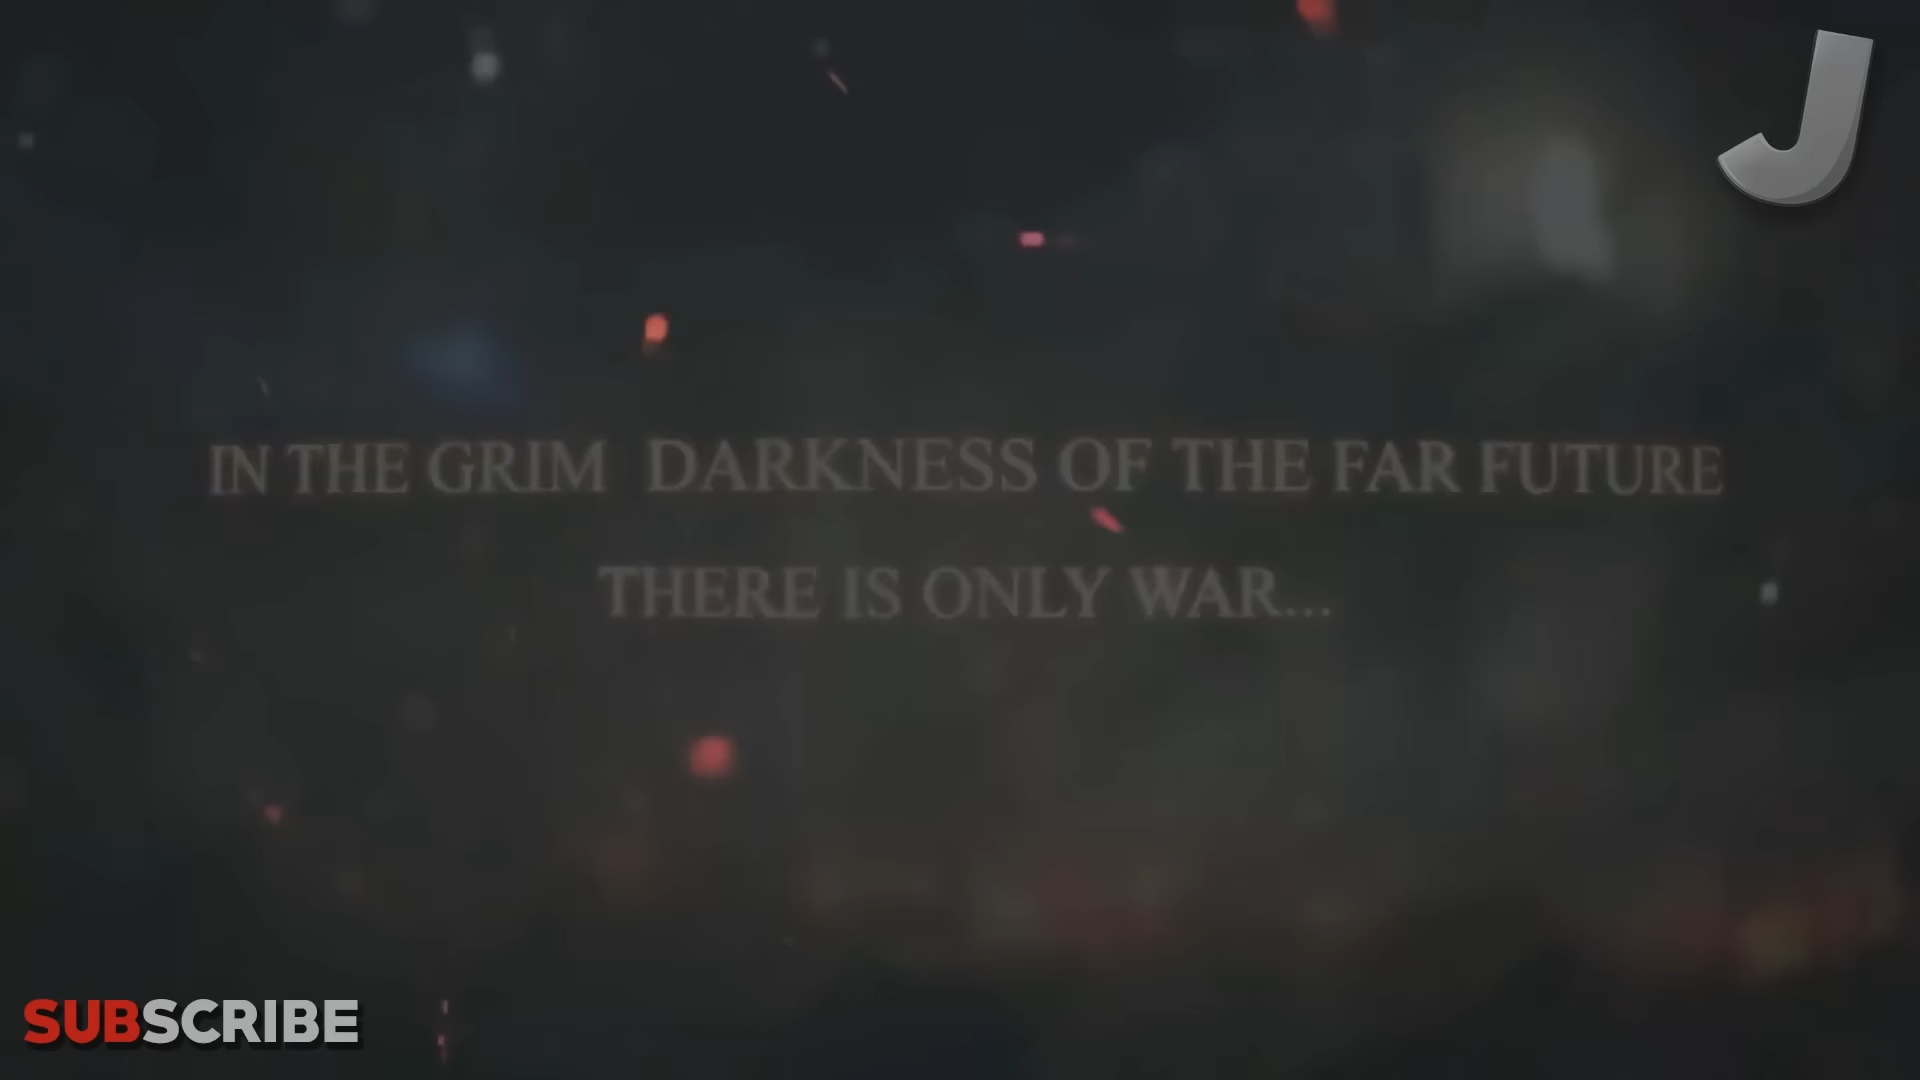 J
IN THE GRIM DARKNESS OF THE FAR FUTURE
THERE IS ONLY WAR...
SUBSCRIBE